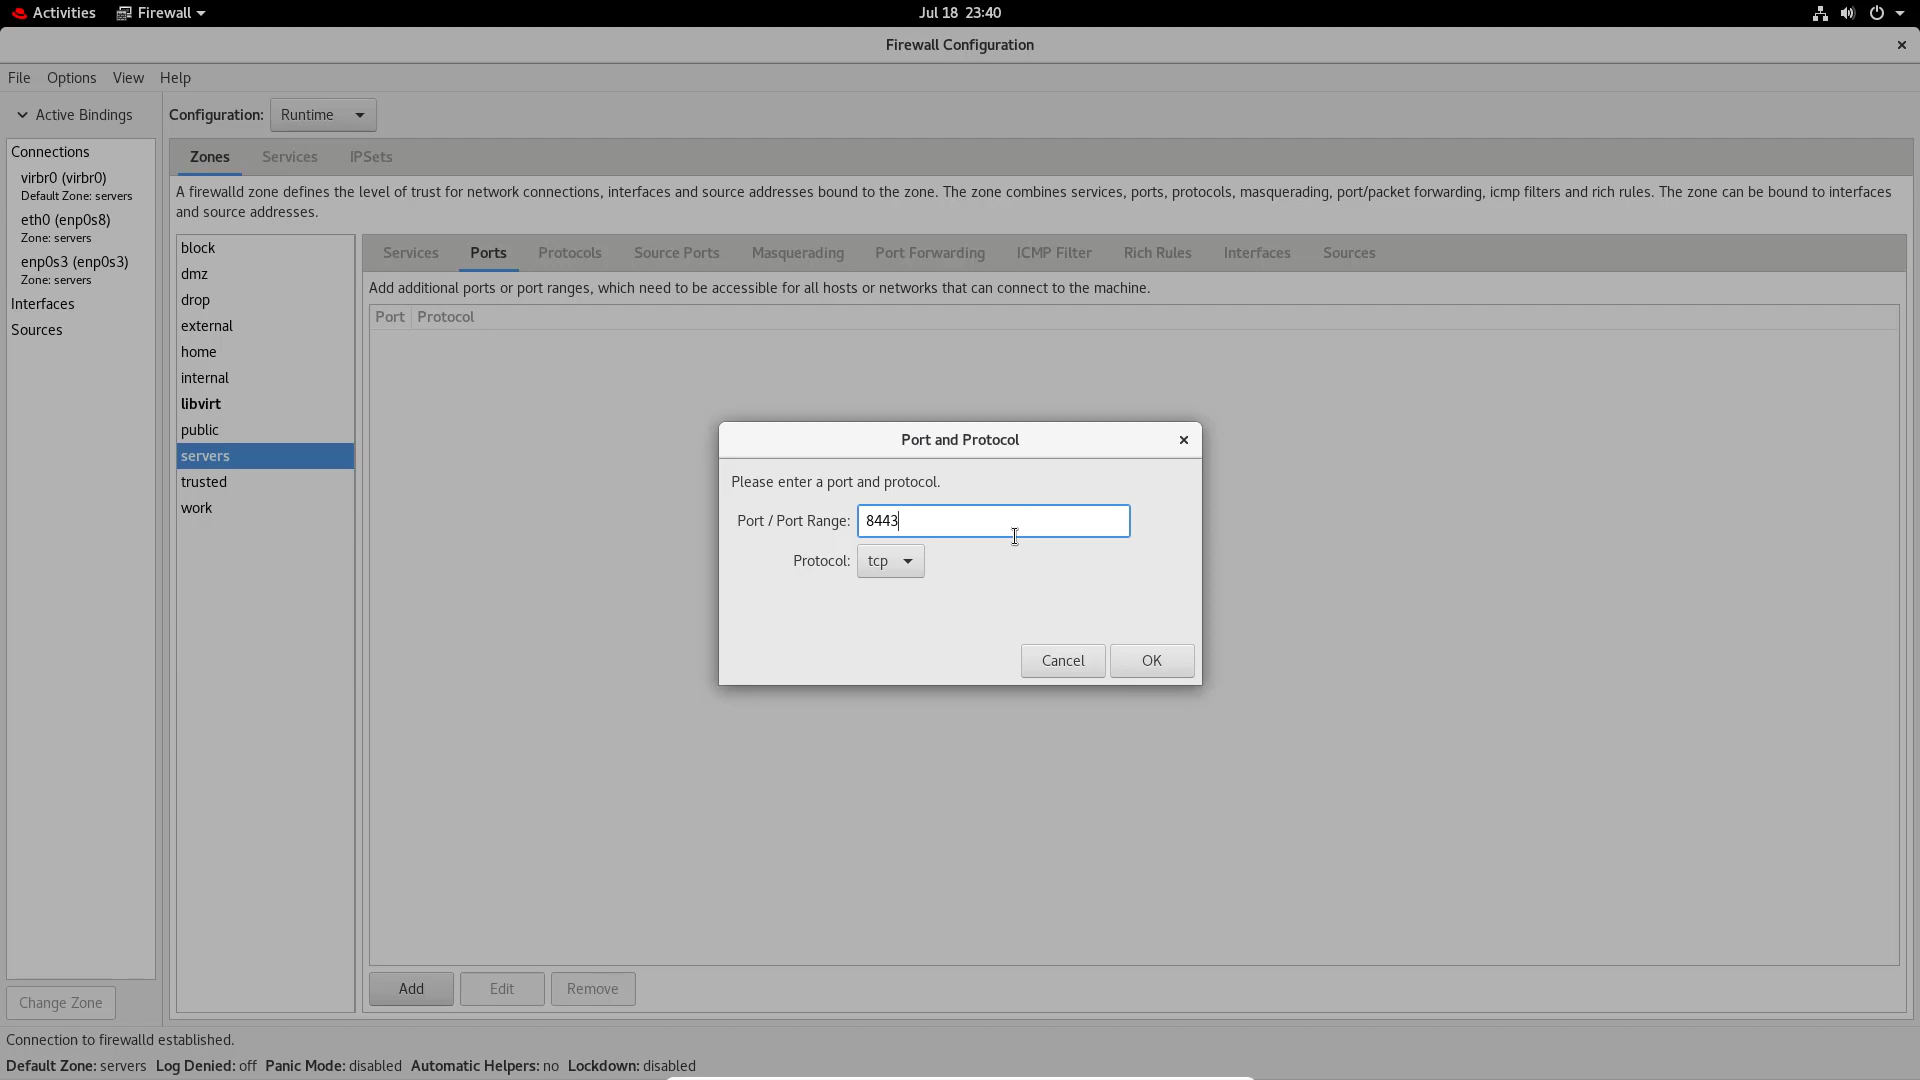 Activities Firewall Jul 18 23:40
Firewall Configuration
File Options View Help
Active Bindings
Connections
virbr0 (virbr0)
Default Zone: servers
eth0 (enp0s8)
Zone: servers
enp0s3 (enp0s3)
Zone: servers
Interfaces
Sources
Change Zone
Configuration: Runtime
Zones Services IPSets
A firewalld zone defines the level of trust for network connections, interfaces and source addresses bound to the zone. The zone combines services, ports, protocols, masquerading, port/packet forwarding, icmp filters and rich rules. The zone can be bound to interfaces
and source addresses.
block
dmz
drop
external
home
internal
libvirt
public
servers
trusted
work
Services Ports Protocols Source Ports Masquerading Port Forwarding ICMP Filter Rich Rules Interfaces Sources
Add additional ports or port ranges, which need to be accessible for all hosts or networks that can connect to the machine.
Port Protocol
Port and Protocol
Please enter a port and protocol.
Port / Port Range: 8443
Protocol: tcp
Cancel OK
Add Edit Remove
Connection to firewalld established.
Default Zone: servers Log Denied: off Panic Mode: disabled Automatic Helpers: no Lockdown: disabled